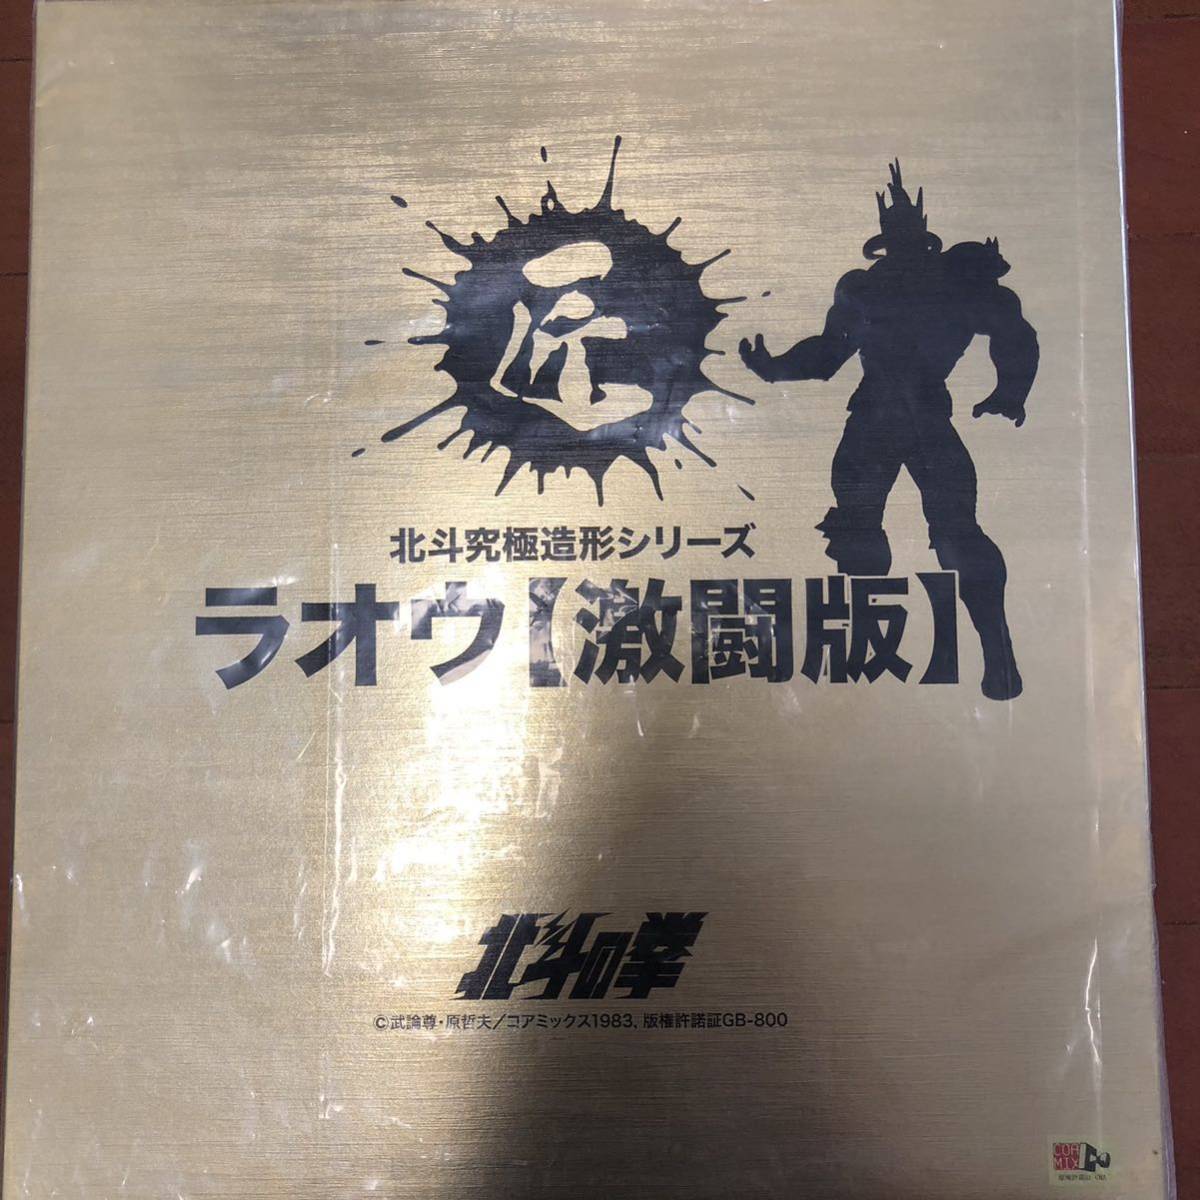 匠
北斗究極造形シリーズ
ラオウ【激闘版】
北斗の拳
©武論尊・原哲夫／コアミックス1983, 版権許諾証GB-800
COA
MIX